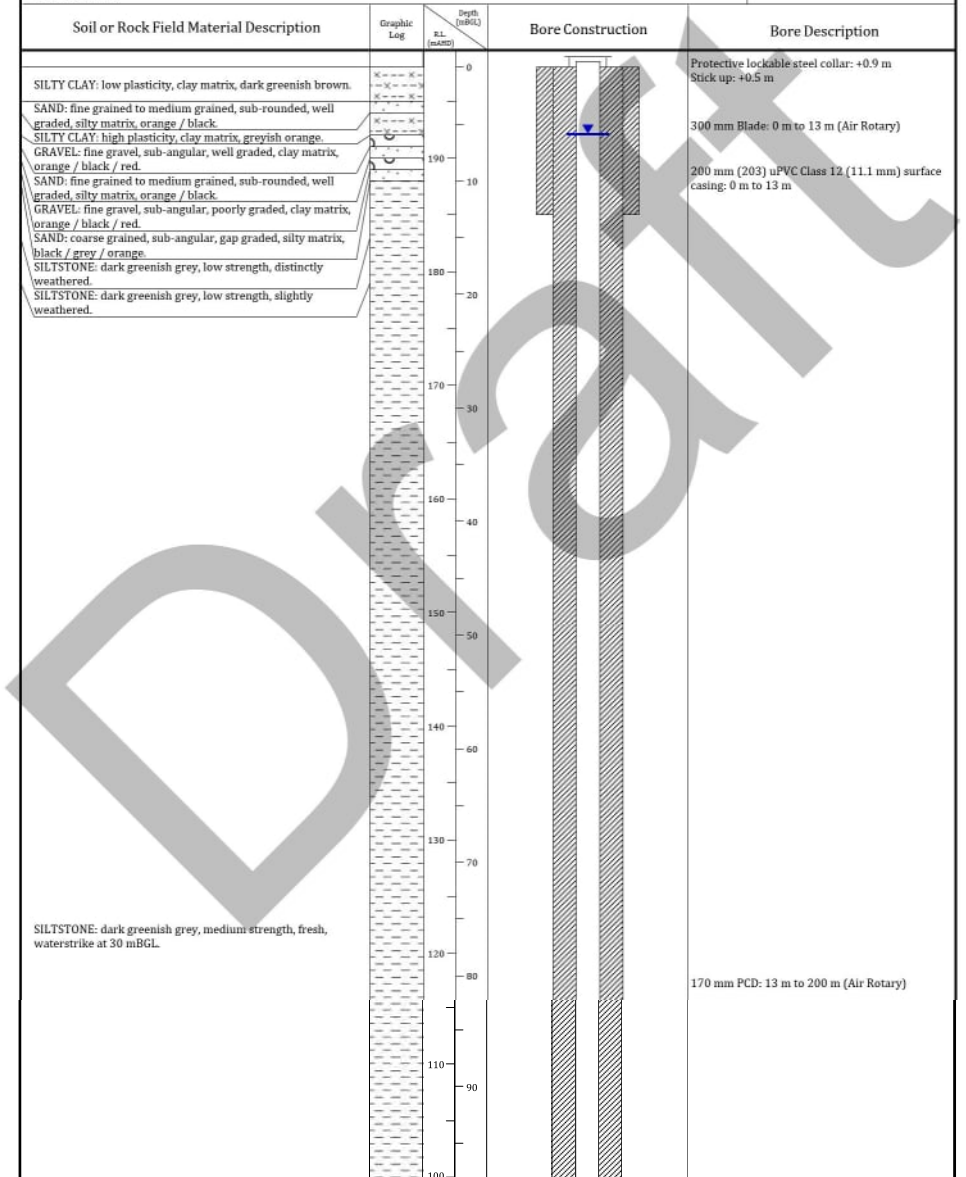 Soil or Rock Field Material Description
Graphic
Log
Depth
(mBGL)
R.L.
(mAHD)
Bore Construction
Bore Description
SILTY CLAY: low plasticity, clay matrix, dark greenish brown.
SAND: fine grained to medium grained, sub-rounded, well
graded, silty matrix, orange / black.
SILTY CLAY: high plasticity, clay matrix, greyish orange.
GRAVEL: fine gravel, sub-angular, well graded, clay matrix,
orange / black / red.
SAND: fine grained to medium grained, sub-rounded, well
graded, silty matrix, orange / black.
GRAVEL: fine gravel, sub-angular, poorly graded, clay matrix,
orange / black / red.
SAND: coarse grained, sub-angular, gap graded, silty matrix,
black / grey / orange.
SILTSTONE: dark greenish grey, low strength, distinctly
weathered.
SILTSTONE: dark greenish grey, low strength, slightly
weathered.
SILTSTONE: dark greenish grey, medium strength, fresh,
waterstrike at 30 mBGL.
0
190
10
180
20
170
30
160
40
150
50
140
60
130
70
120
80
110
90
100
Protective lockable steel collar: +0.9 m
Stick up: +0.5 m
300 mm Blade: 0 m to 13 m (Air Rotary)
200 mm (203) uPVC Class 12 (11.1 mm) surface
casing: 0 m to 13 m
170 mm PCD: 13 m to 200 m (Air Rotary)
Draft